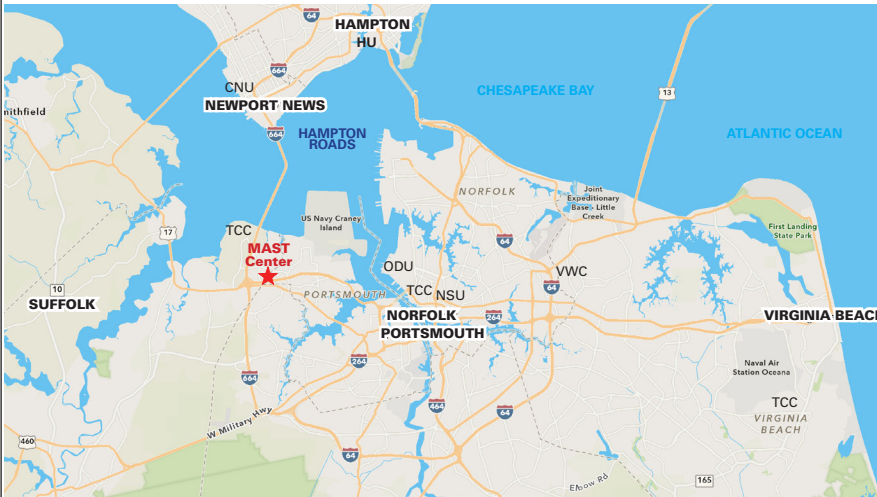 64
HAMPTON
HU
664
CNU
NEWPORT NEWS
CHESAPEAKE BAY
13
mithfield
664
HAMPTON
ROADS
ATLANTIC OCEAN
NORFOLK
Joint
Expeditionary
Base - Little
Creek
US Navy Craney
Island
First Landing
State Park
TCC
17
MAST
Center
64
ODU
VWC
10
PORTSMOUTH
TCC
NSU
64
SUFFOLK
NORFOLK
264
VIRGINIA BEACH
PORTSMOUTH
264
Naval Air
Station Oceana
664
464
64
TCC
W Military Hwy
VIRGINIA
BEACH
460
64
Elbow Rd
165